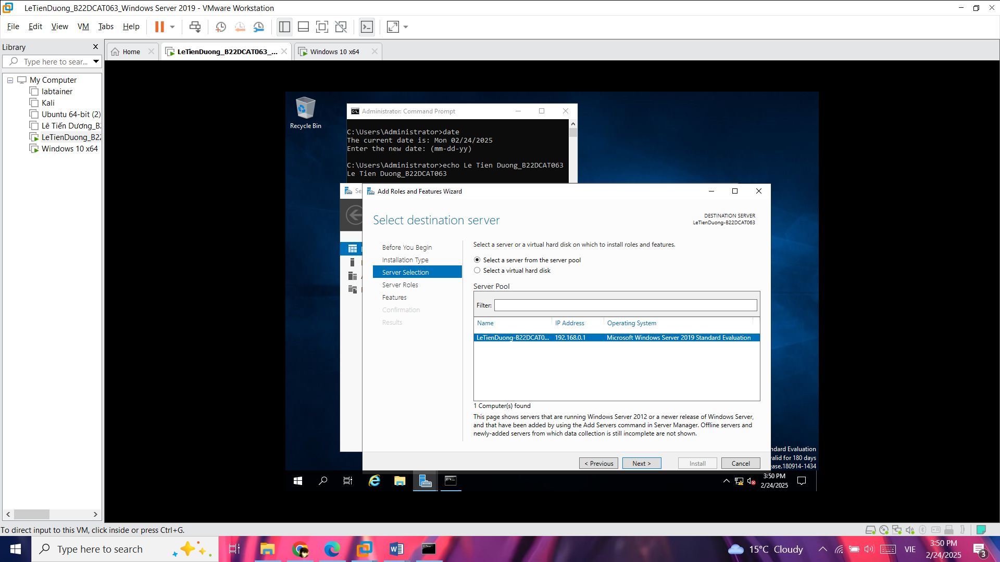 LeTienDuong_B22DCAT063_Windows Server 2019 - VMware Workstation
File Edit View VM Tabs Help
Library
Type here to sear...
My Computer
labtainer
Kali
Ubuntu 64-bit (2)
Lê Tiến Dương_B
LeTienDuong_B22
Windows 10 x64
Home
LeTienDuong_B22DCAT063_...
Windows 10 x64
Recycle Bin
Administrator: Command Prompt
C:\Users\Administrator>date
The current date is: Mon 02/24/2025
Enter the new date: (mm-dd-yy)
C:\Users\Administrator>echo Le Tien Duong_B22DCAT063
Le Tien Duong_B22DCAT063
Se
Add Roles and Features Wizard
Select destination server
DESTINATION SERVER
LeTienDuong-B22DCAT063
Before You Begin
Installation Type
Server Selection
Server Roles
Features
Confirmation
Results
Select a server or a virtual hard disk on which to install roles and features.
Select a server from the server pool
Select a virtual hard disk
Server Pool
Filter:
Name IP Address Operating System
LeTienDuong-B22DCAT0... 192.168.0.1 Microsoft Windows Server 2019 Standard Evaluation
1 Computer(s) found
This page shows servers that are running Windows Server 2012 or a newer release of Windows Server,
and that have been added by using the Add Servers command in Server Manager. Offline servers and
newly-added servers from which data collection is still incomplete are not shown.
< Previous Next > Install Cancel
ndard Evaluation
alid for 180 days
ease.180914-1434
3:50 PM
2/24/2025
To direct input to this VM, click inside or press Ctrl+G.
Type here to search
15°C Cloudy
VIE
3:50 PM
2/24/2025
3